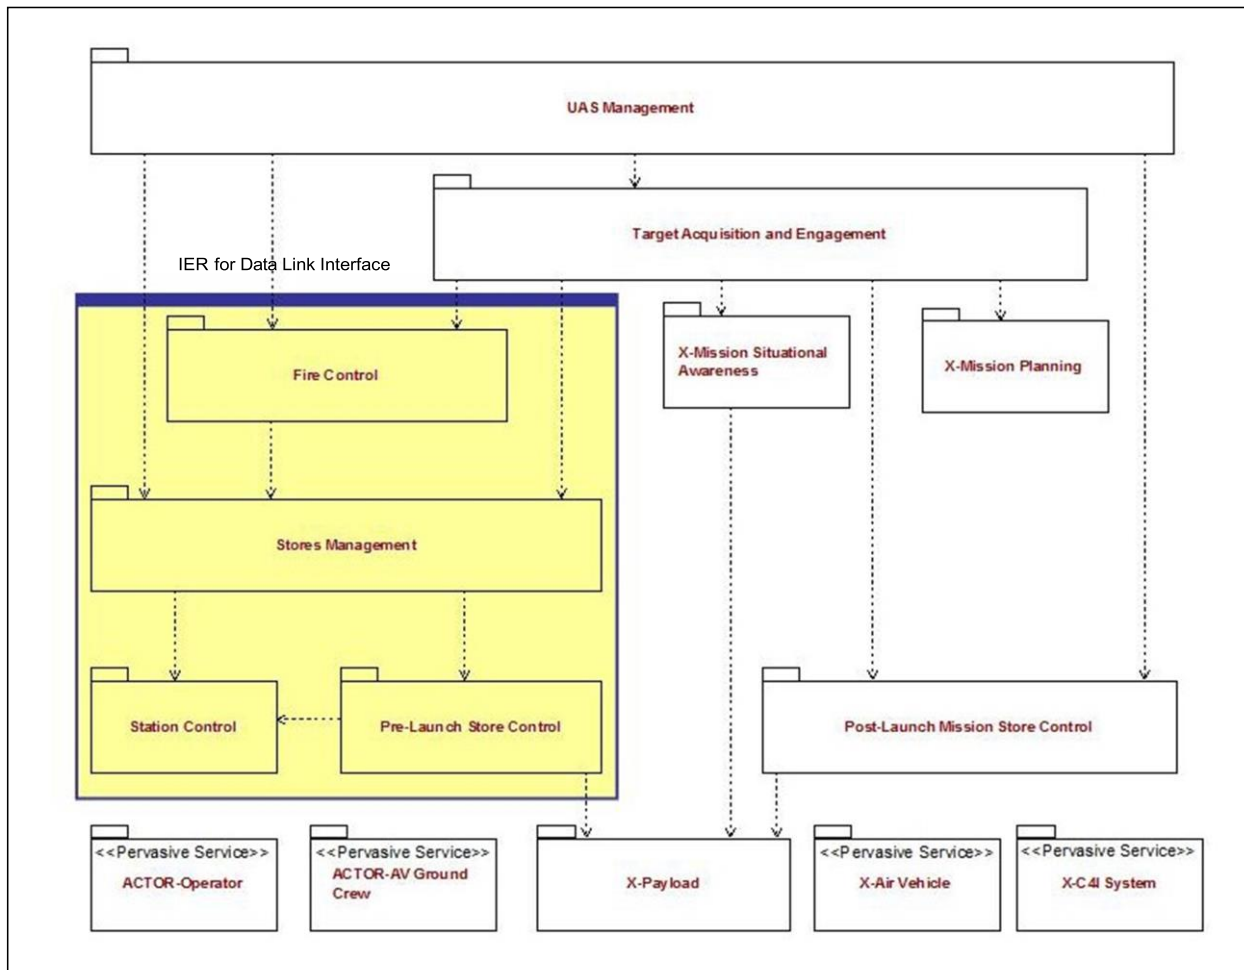 UAS Management
Target Acquisition and Engagement
IER for Data Link Interface
Fire Control
X-Mission Situational
Awareness
X-Mission Planning
Stores Management
Station Control
Pre-Launch Store Control
Post-Launch Mission Store Control
<<Pervasive Service>>
ACTOR-Operator
<<Pervasive Service>>
ACTOR-AV Ground
Crew
X-Payload
<<Pervasive Service>>
X-Air Vehicle
<<Pervasive Service>>
X-C4I System